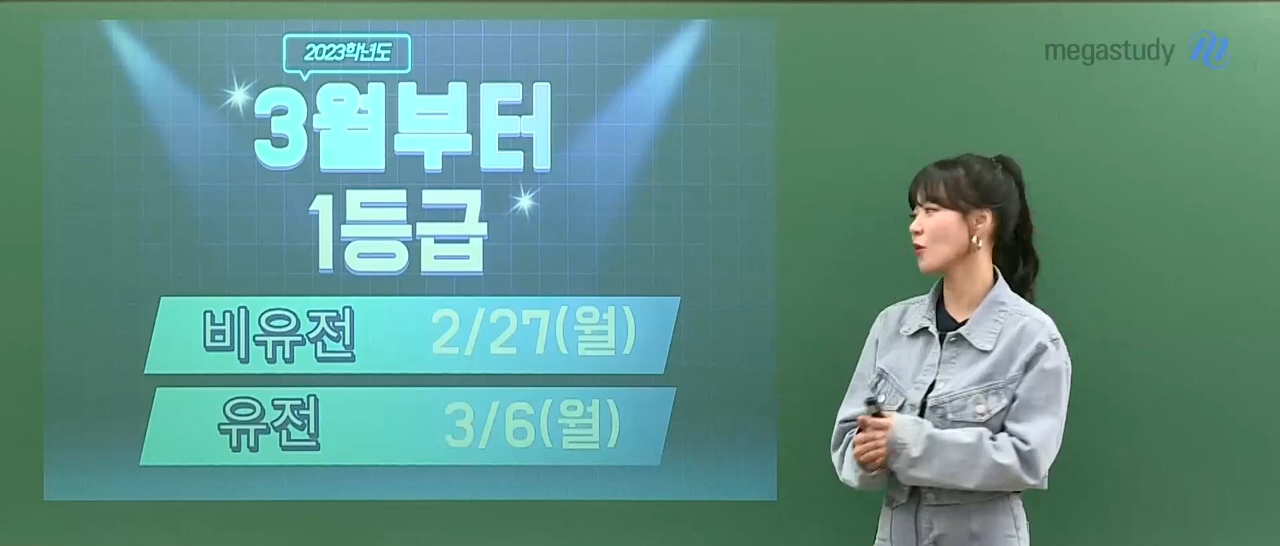 2023학년도
3월부터
1등급
비유전 2/27(월)
유전 3/6(월)
megastudy